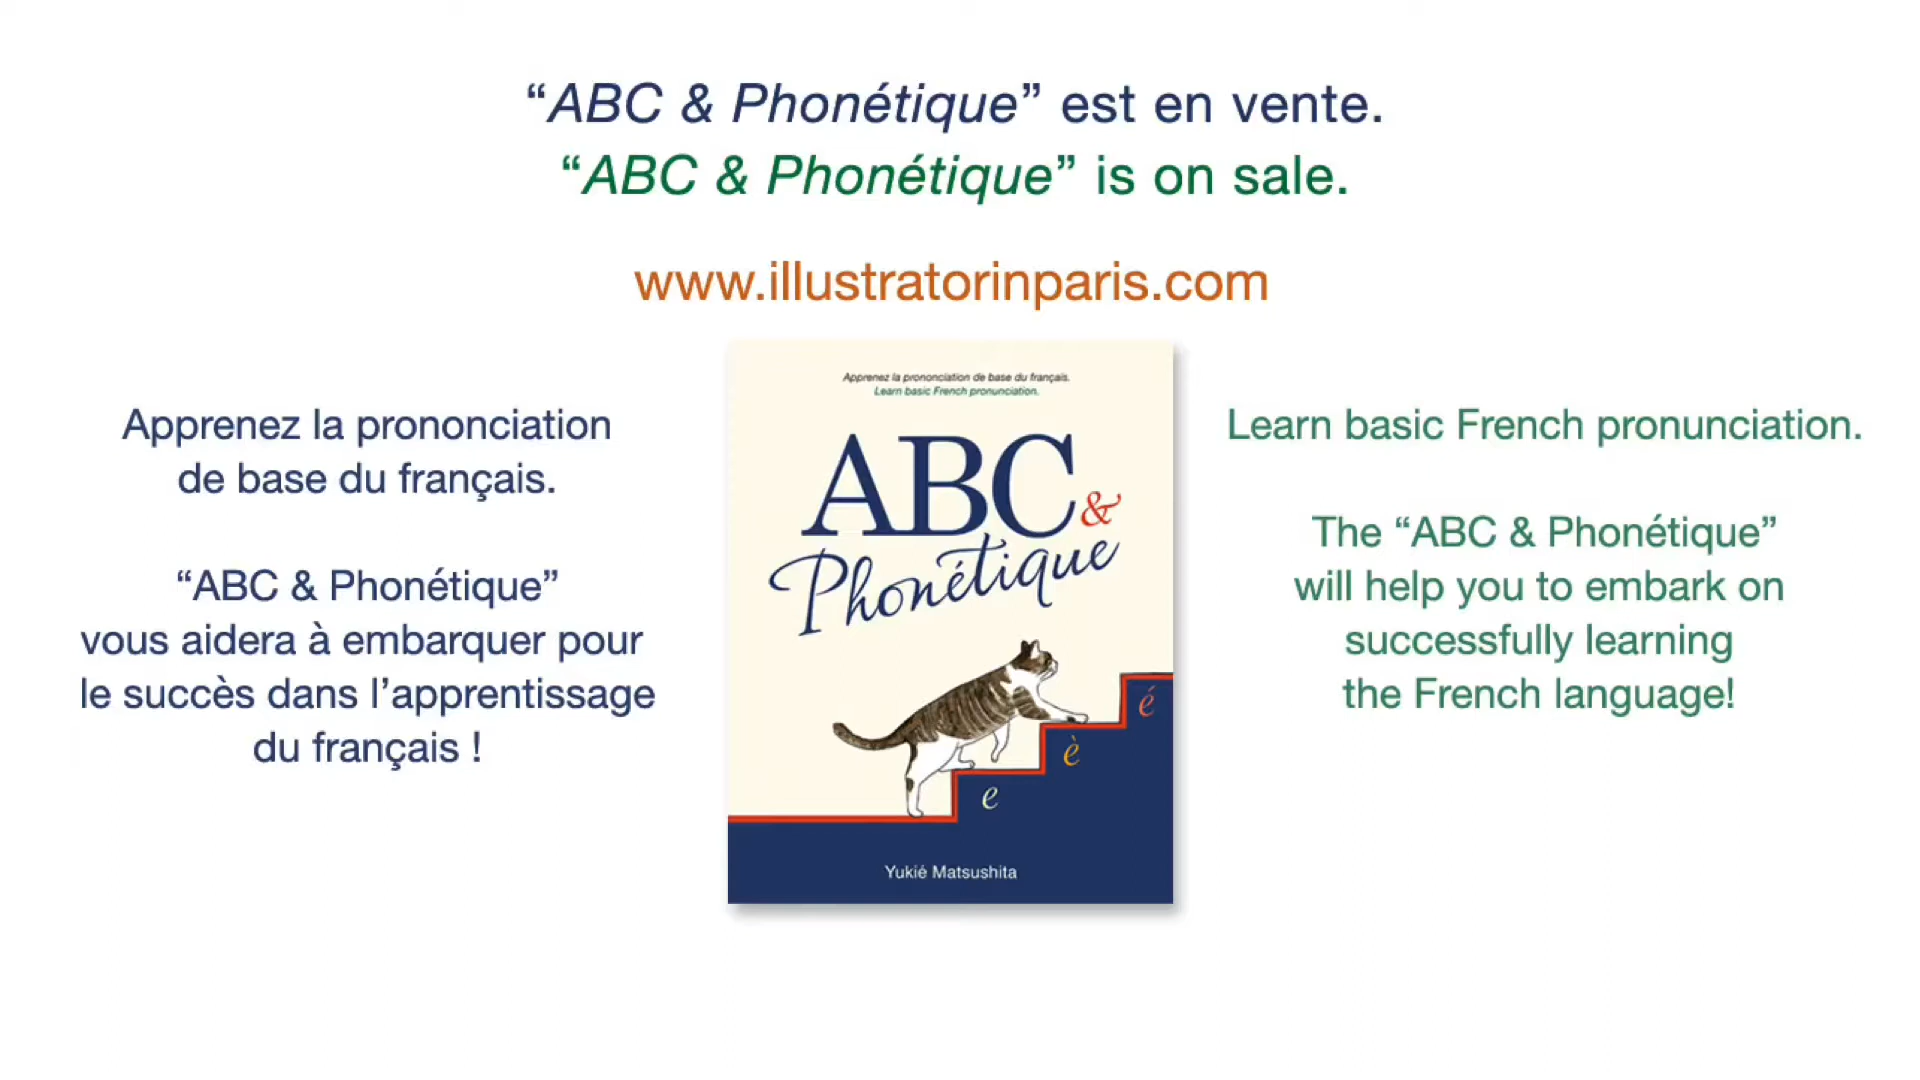 “ABC & Phonétique” est en vente.
“ABC & Phonétique” is on sale.
www.illustratorinparis.com
Apprenez la prononciation
de base du français.
“ABC & Phonétique”
vous aidera à embarquer pour
le succès dans l’apprentissage
du français !
Apprenez la prononciation de base du français.
Learn basic French pronunciation.
ABC &
Phonétique
é
è
e
Yukié Matsushita
Learn basic French pronunciation.
The “ABC & Phonétique”
will help you to embark on
successfully learning
the French language!